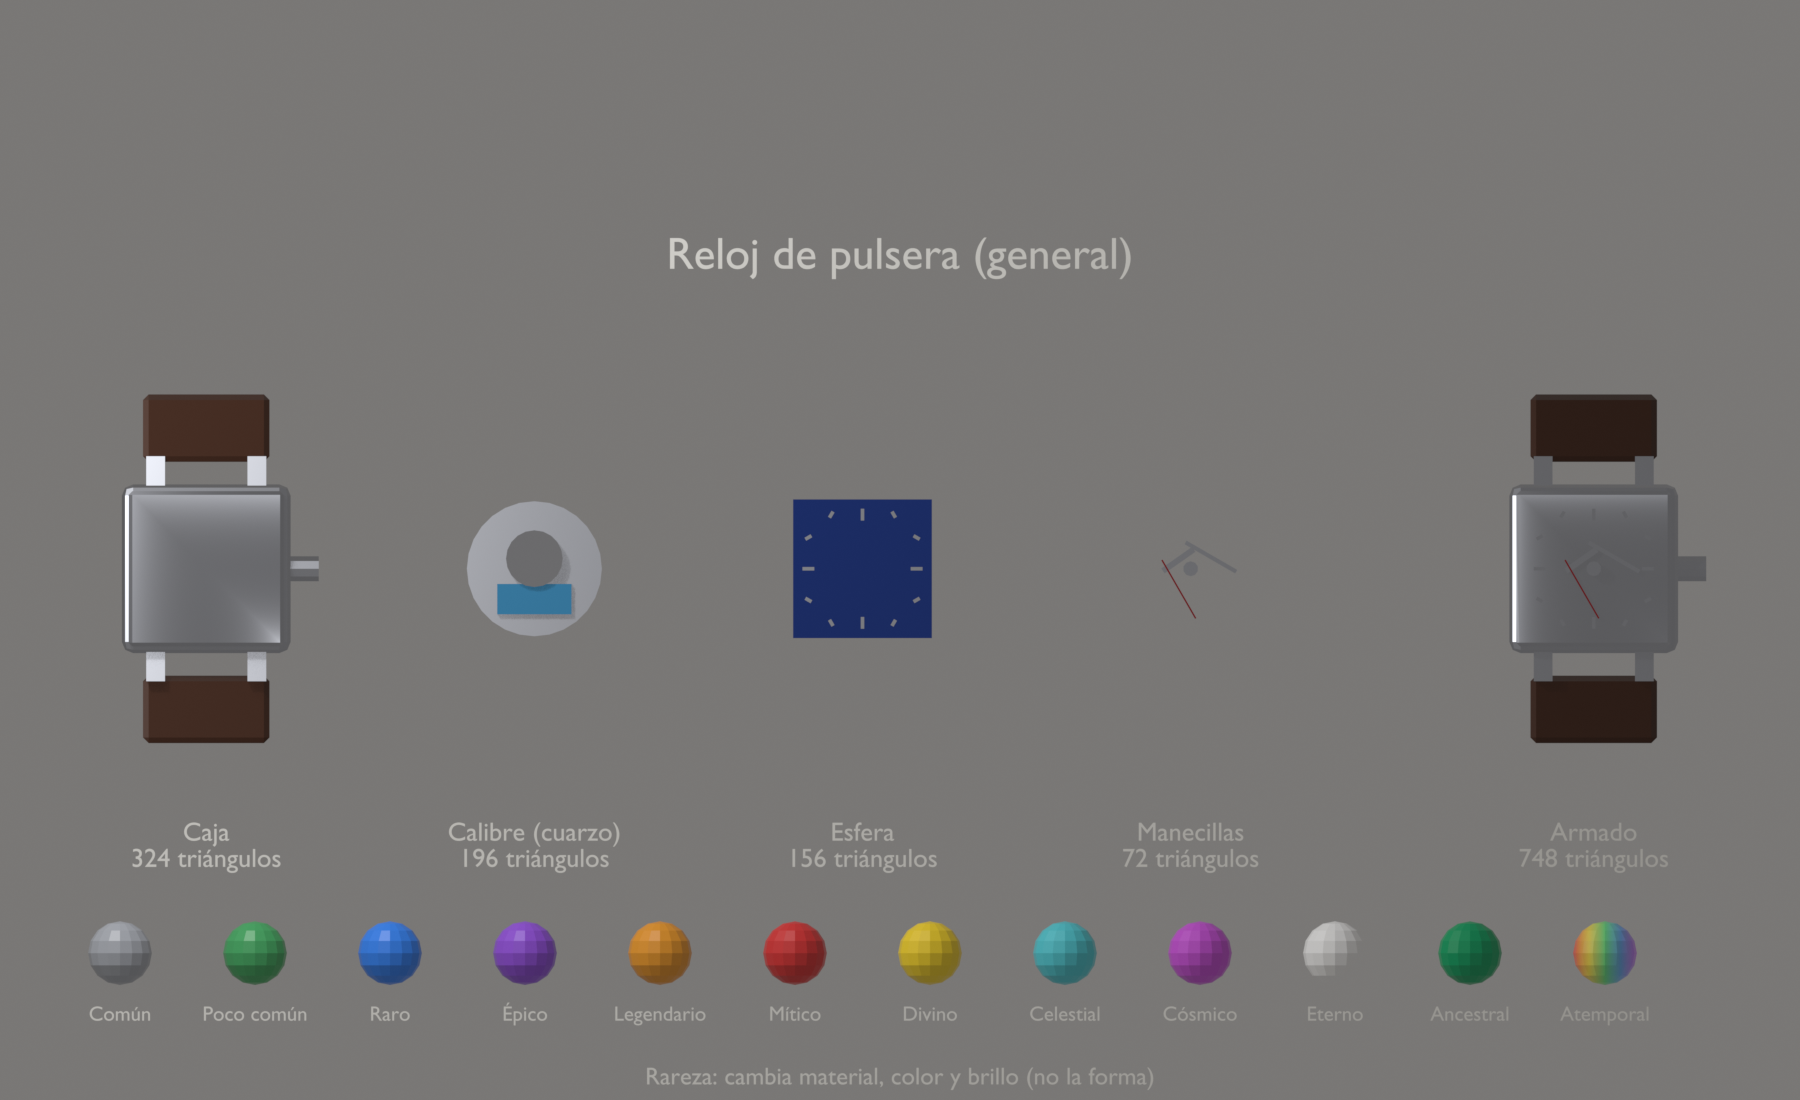 Reloj de pulsera (general)
Caja
324 triángulos
Calibre (cuarzo)
196 triángulos
Esfera
156 triángulos
Manecillas
72 triángulos
Armado
748 triángulos
Común
Poco común
Raro
Épico
Legendario
Mítico
Divino
Celestial
Cósmico
Eterno
Ancestral
Atemporal
Rareza: cambia material, color y brillo (no la forma)